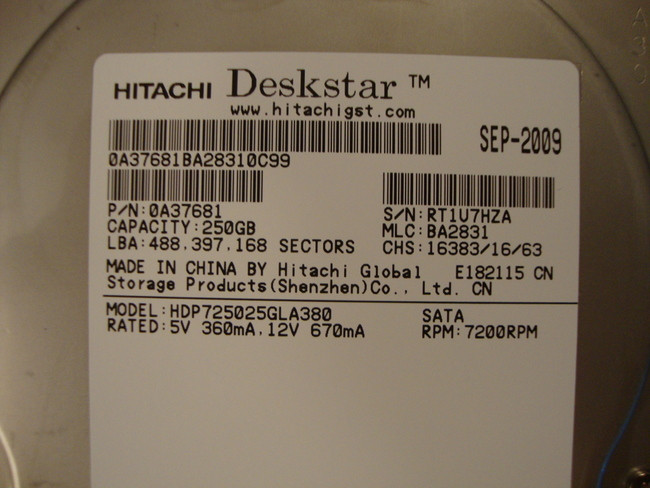 HITACHI Deskstar ™
www.hitachigst.com
SEP-2009
0A37681BA28310C99
P/N:0A37681 S/N:RT1U7HZA
CAPACITY:250GB MLC:BA2831
LBA:488,397,168 SECTORS CHS:16383/16/63
MADE IN CHINA BY Hitachi Global E182115 CN
Storage Products(Shenzhen)Co., Ltd. CN
MODEL:HDP725025GLA380 SATA
RATED:5V 360mA,12V 670mA RPM:7200RPM